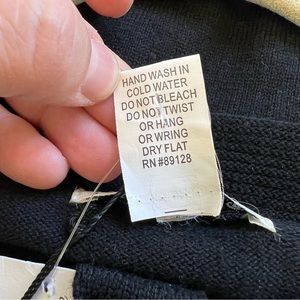 HAND WASH IN
COLD WATER
DO NOT BLEACH
DO NOT TWIST
OR HANG
OR WRING
DRY FLAT
RN #89128